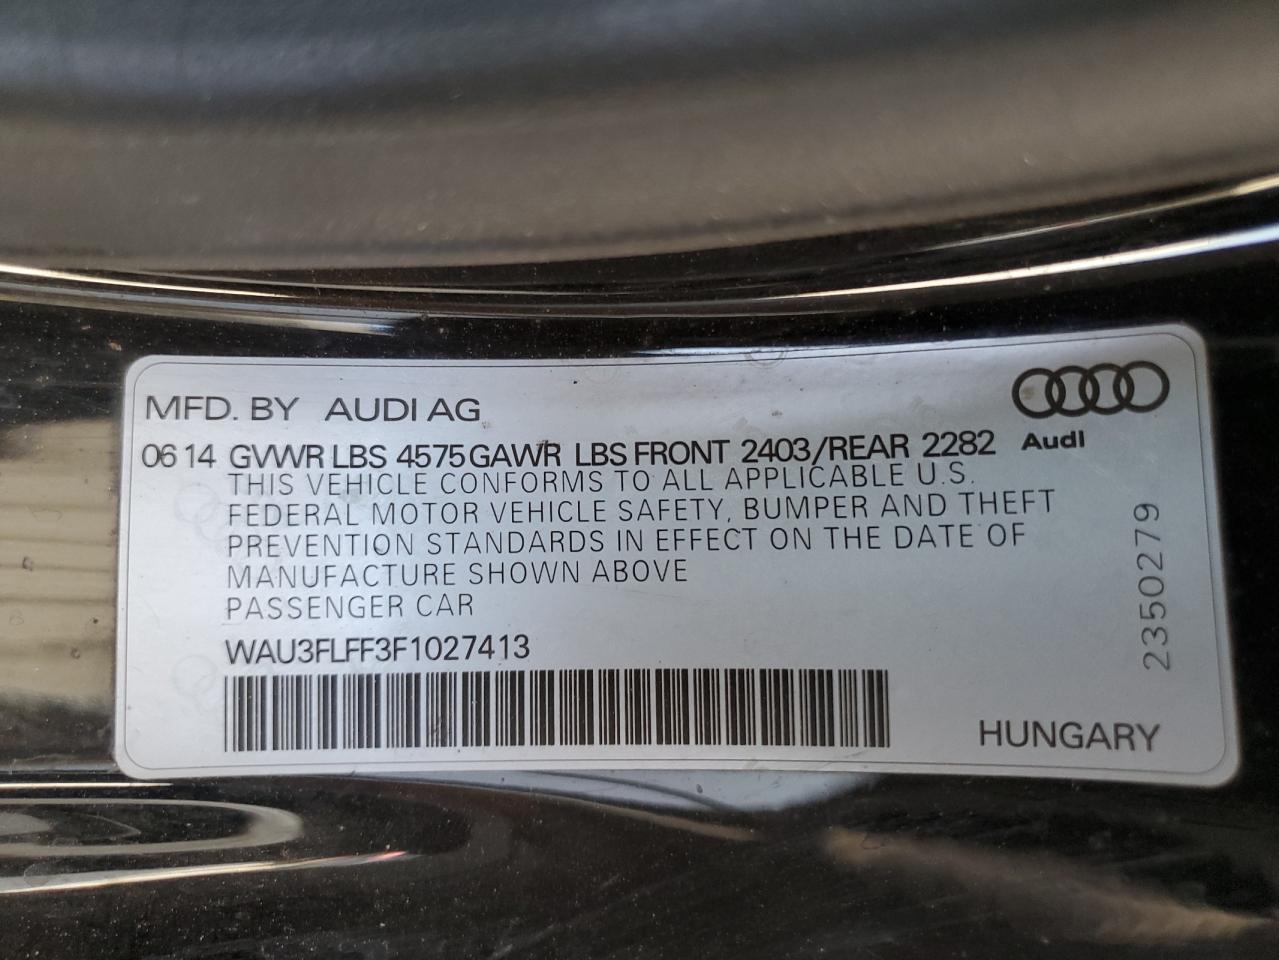 MFD. BY AUDI AG
06 14 GVWR LBS 4575 GAWR LBS FRONT 2403/REAR 2282
Audi
THIS VEHICLE CONFORMS TO ALL APPLICABLE U.S.
FEDERAL MOTOR VEHICLE SAFETY, BUMPER AND THEFT
PREVENTION STANDARDS IN EFFECT ON THE DATE OF
MANUFACTURE SHOWN ABOVE
PASSENGER CAR
WAU3FLFF3F1027413
2350279
HUNGARY